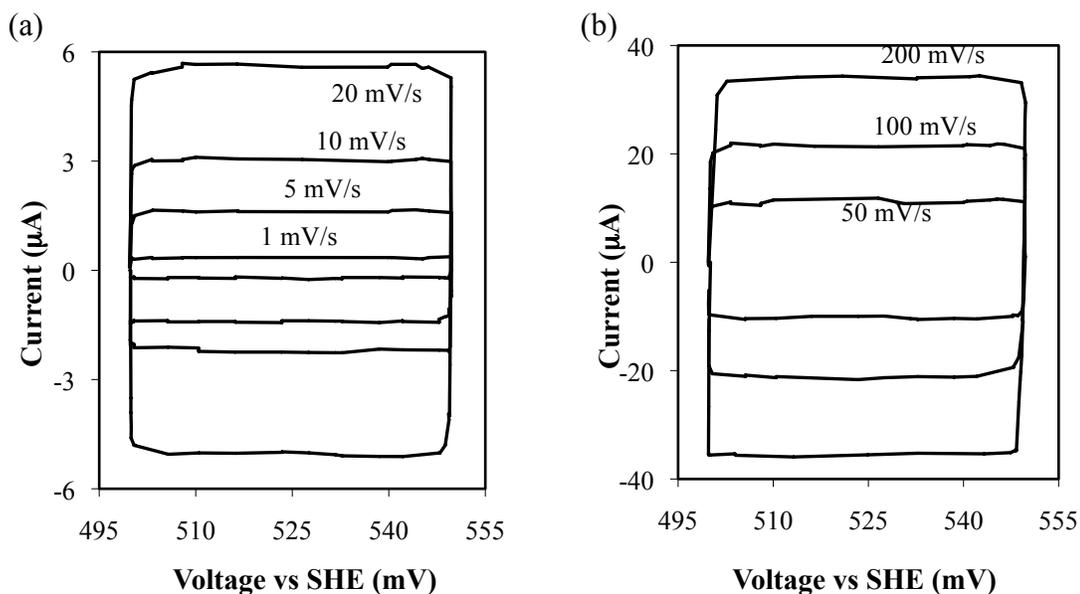 (a)
6
3
0
-3
-6
20 mV/s
10 mV/s
5 mV/s
1 mV/s
Current (µA)
495 510 525 540 555
Voltage vs SHE (mV)
(b)
40
20
0
-20
-40
200 mV/s
100 mV/s
50 mV/s
Current (µA)
495 510 525 540 555
Voltage vs SHE (mV)